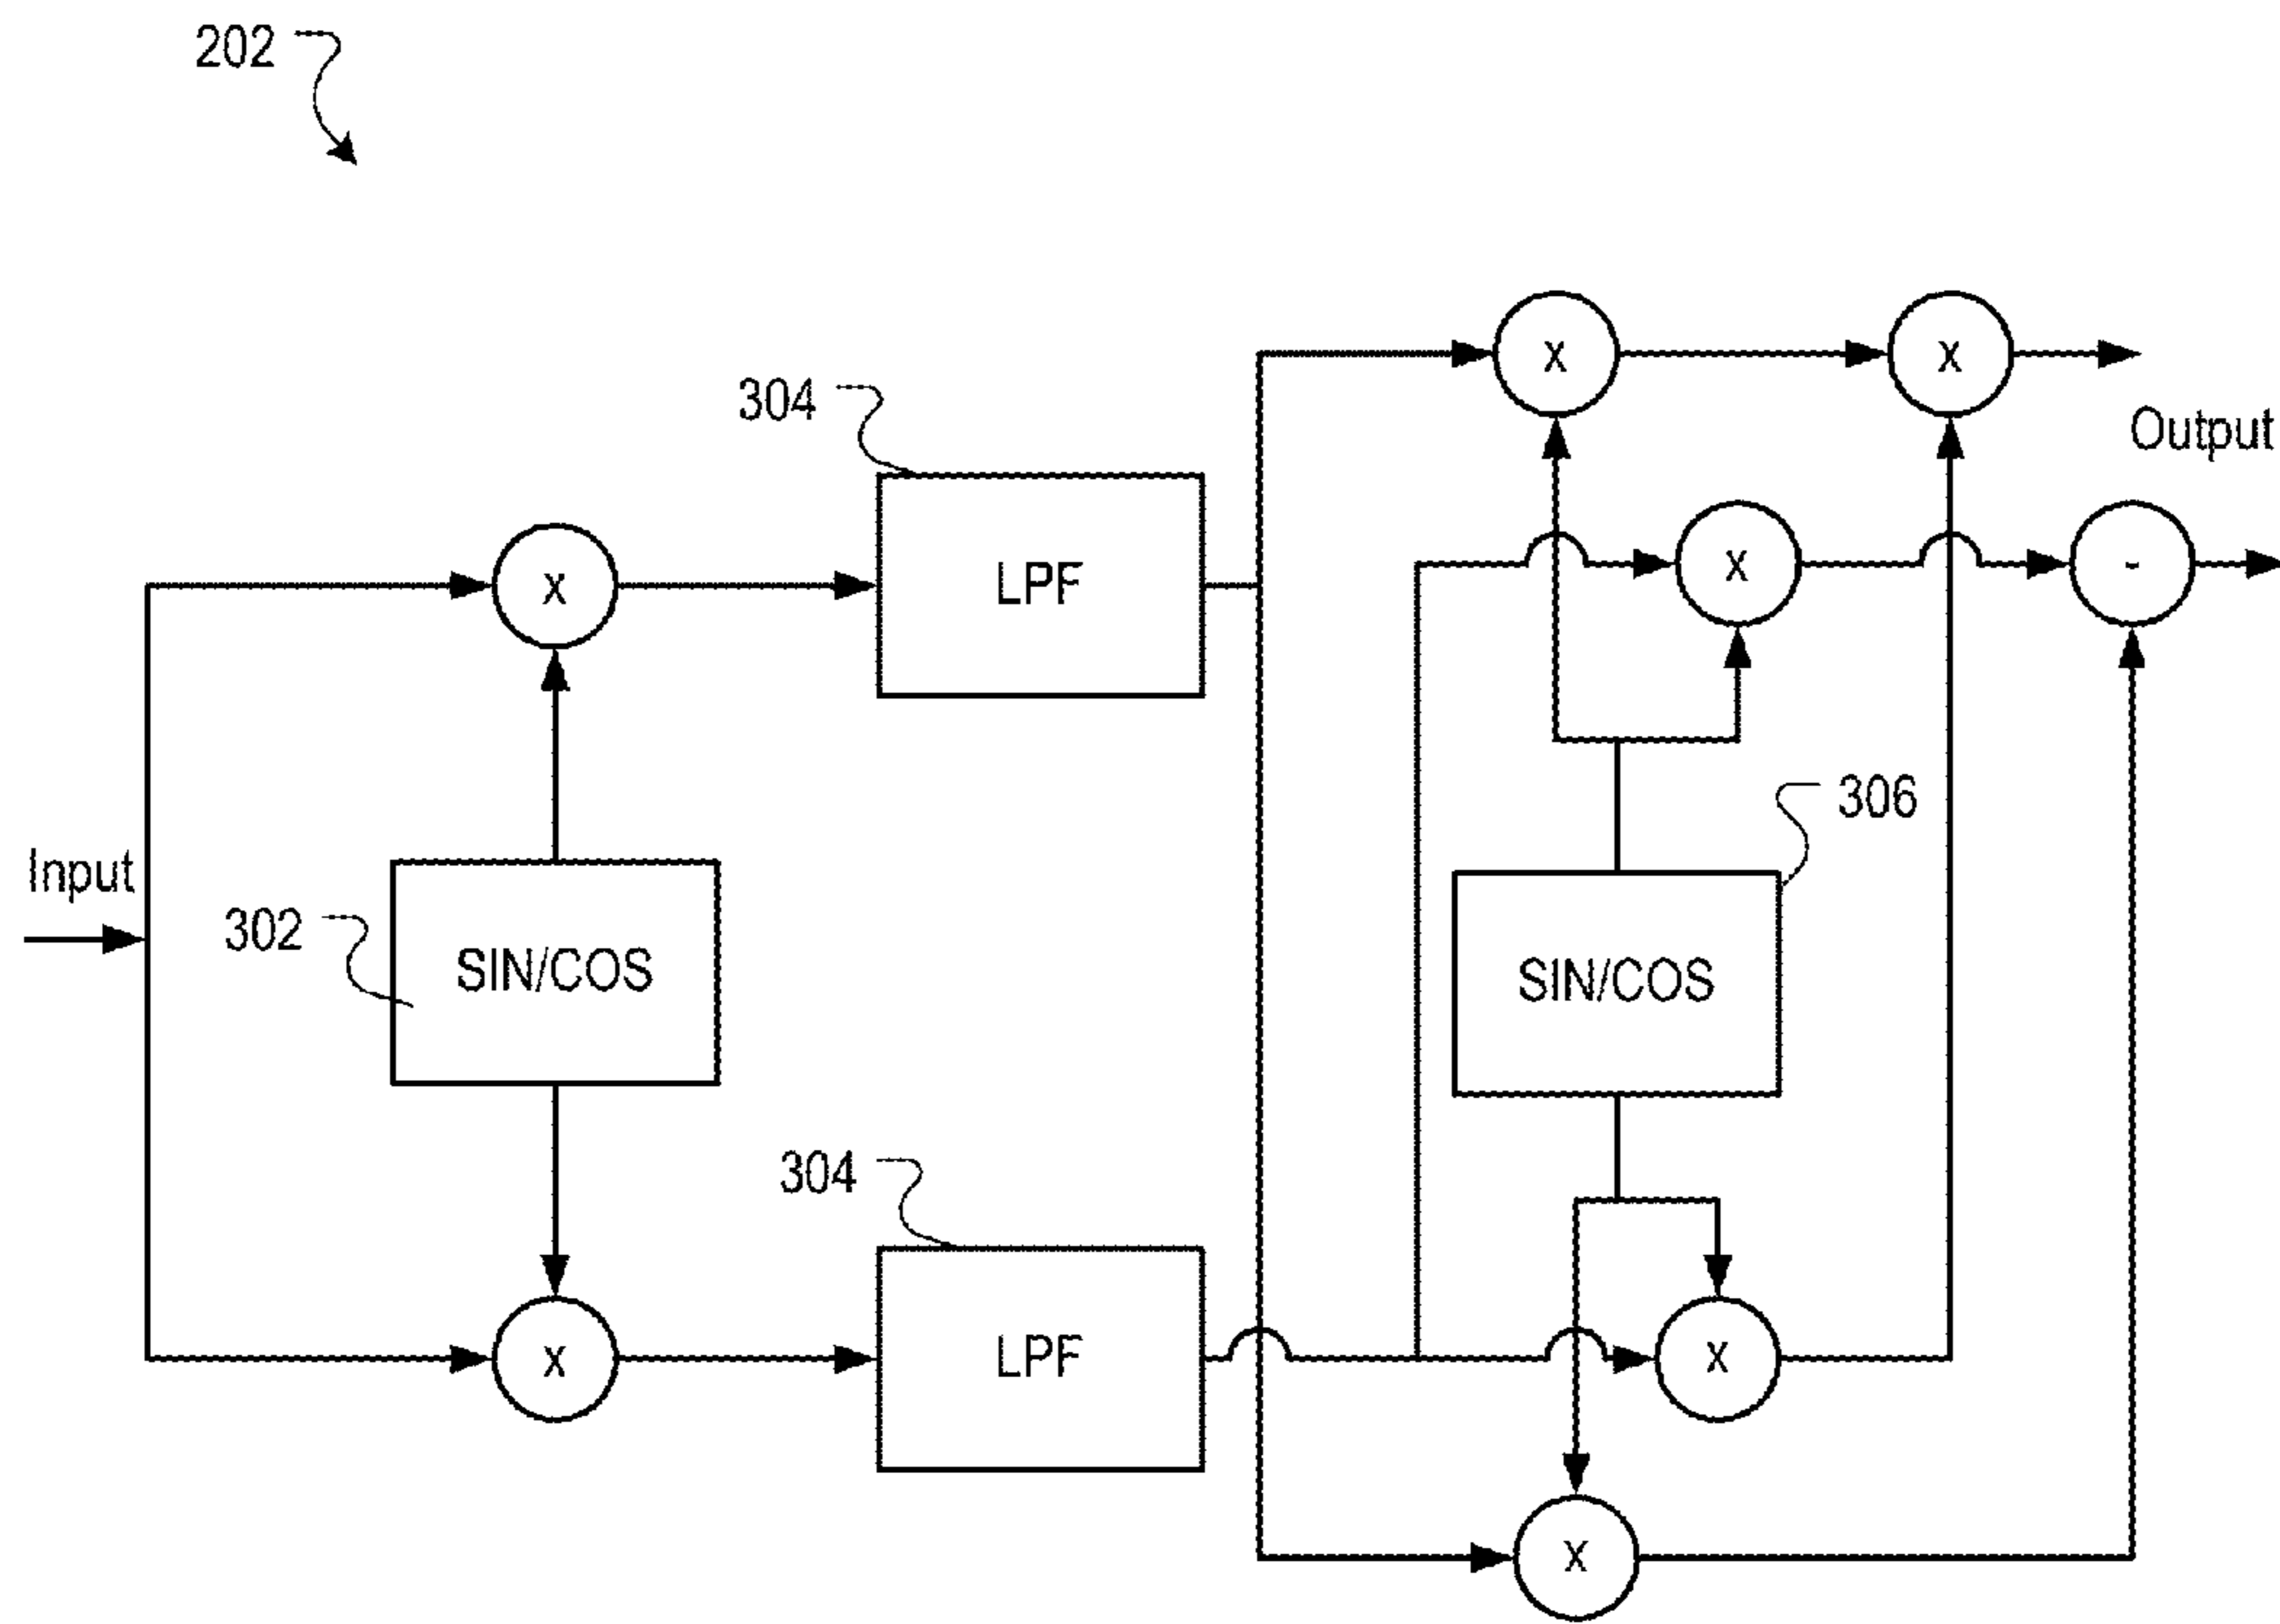 202
304
x
x
Output
x
LPF
x
-
306
Input
302
SIN/COS
SIN/COS
304
x
LPF
x
x